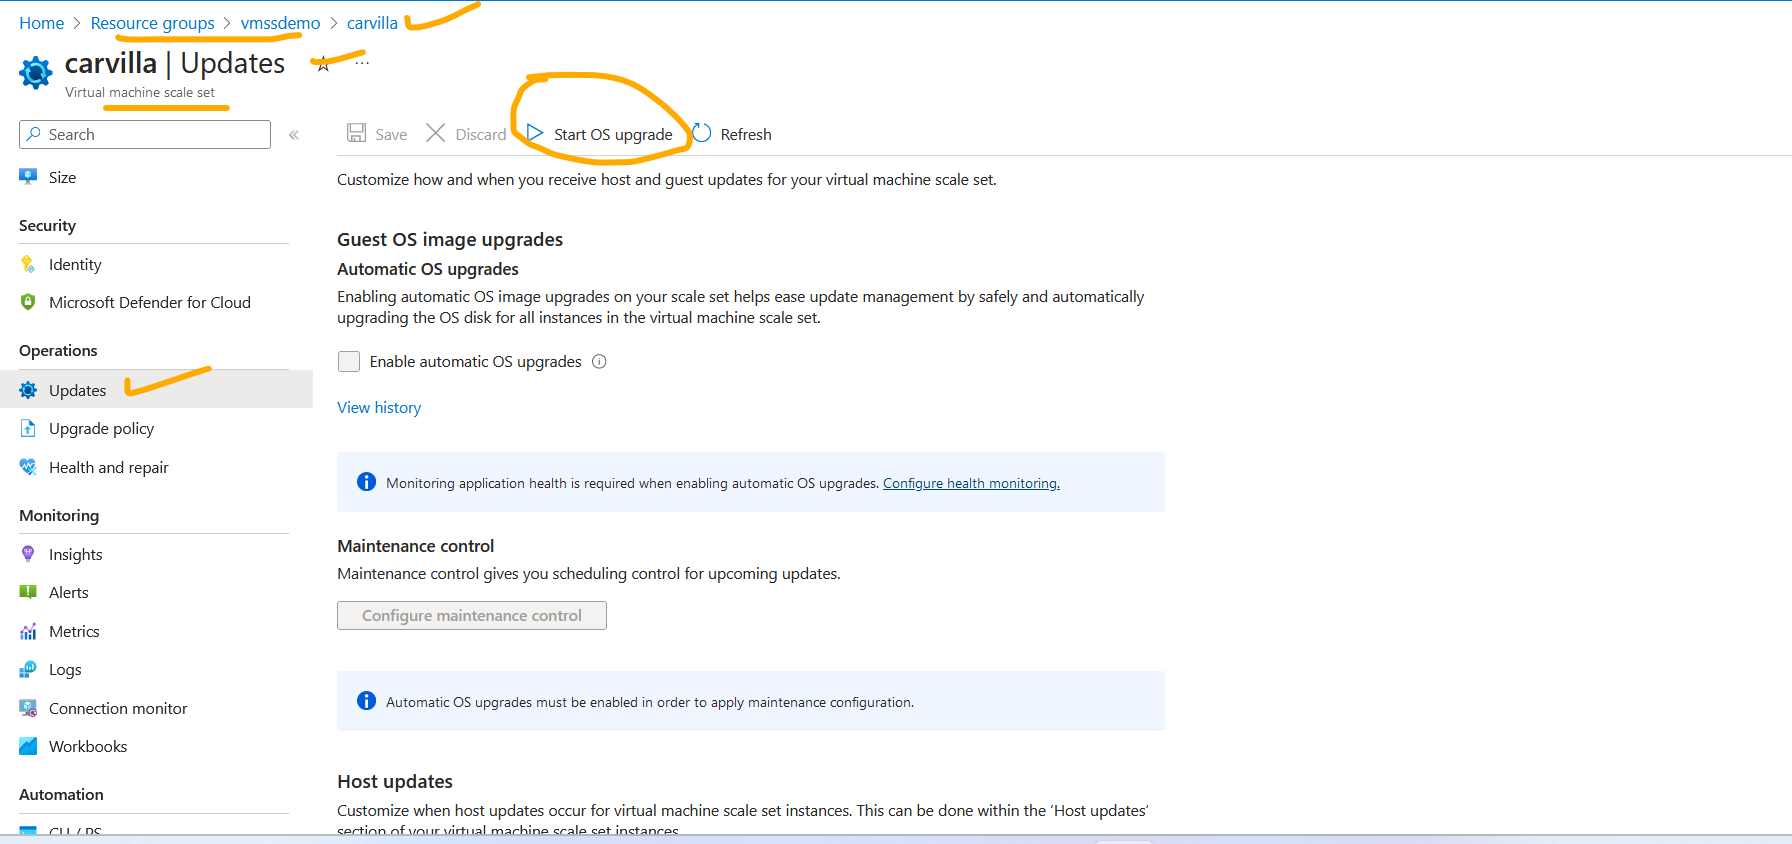 Home > Resource groups > vmssdemo > carvilla
carvilla | Updates ...
Virtual machine scale set
Search «
Save Discard Start OS upgrade Refresh
Size
Security
Identity
Microsoft Defender for Cloud
Operations
Updates
Upgrade policy
Health and repair
Monitoring
Insights
Alerts
Metrics
Logs
Connection monitor
Workbooks
Automation
Customize how and when you receive host and guest updates for your virtual machine scale set.
Guest OS image upgrades
Automatic OS upgrades
Enabling automatic OS image upgrades on your scale set helps ease update management by safely and automatically
upgrading the OS disk for all instances in the virtual machine scale set.
Enable automatic OS upgrades
View history
Monitoring application health is required when enabling automatic OS upgrades. Configure health monitoring.
Maintenance control
Maintenance control gives you scheduling control for upcoming updates.
Configure maintenance control
Automatic OS upgrades must be enabled in order to apply maintenance configuration.
Host updates
Customize when host updates occur for virtual machine scale set instances. This can be done within the 'Host updates'
section of your virtual machine scale set instances.